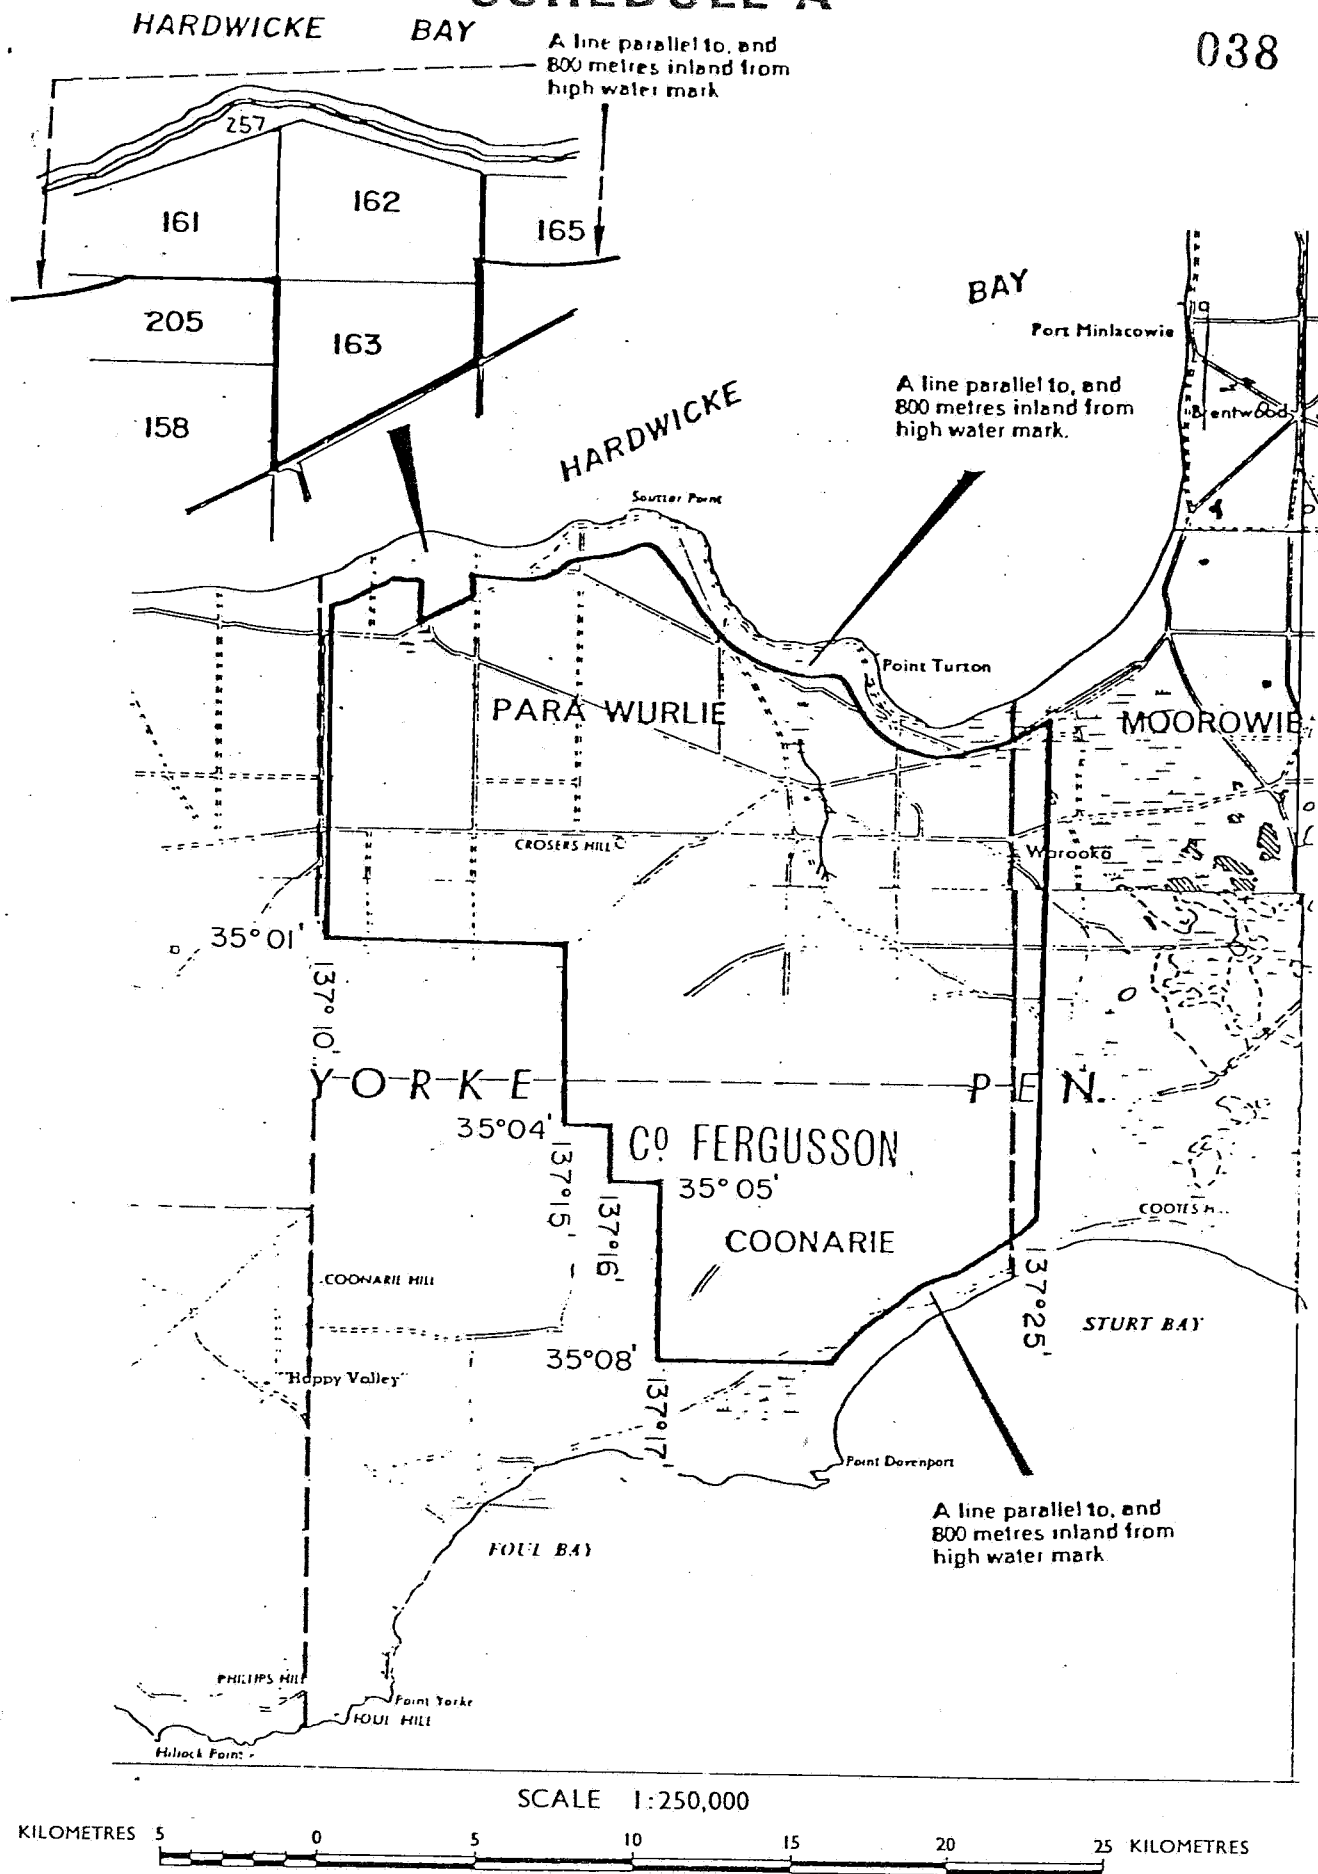 SCHEDULE A
HARDWICKE BAY
038
A line parallel to, and
800 metres inland from
high water mark
257
161
162
165
205
163
158
BAY
HARDWICKE
Port Minlacowie
A line parallel to, and
800 metres inland from
high water mark.
Brentwood
Soutter Point
Point Turton
PARA WURLIE
MOOROWIE
CROSERS HILL
Warooka
35°01'
137°10'
YORKE PEN.
35°04'
137°15'
Co FERGUSSON
35°05'
137°16'
COONARIE
COOTES H..
COONARIE HILL
137°25'
STURT BAY
35°08'
"Happy Valley"
137°17'
Point Davenport
A line parallel to, and
800 metres inland from
high water mark
FOUL BAY
PHILLIPS HILL
Point Yorke
FOUL HILL
Hillock Point
SCALE 1:250,000
KILOMETRES 5 0 5 10 15 20 25 KILOMETRES